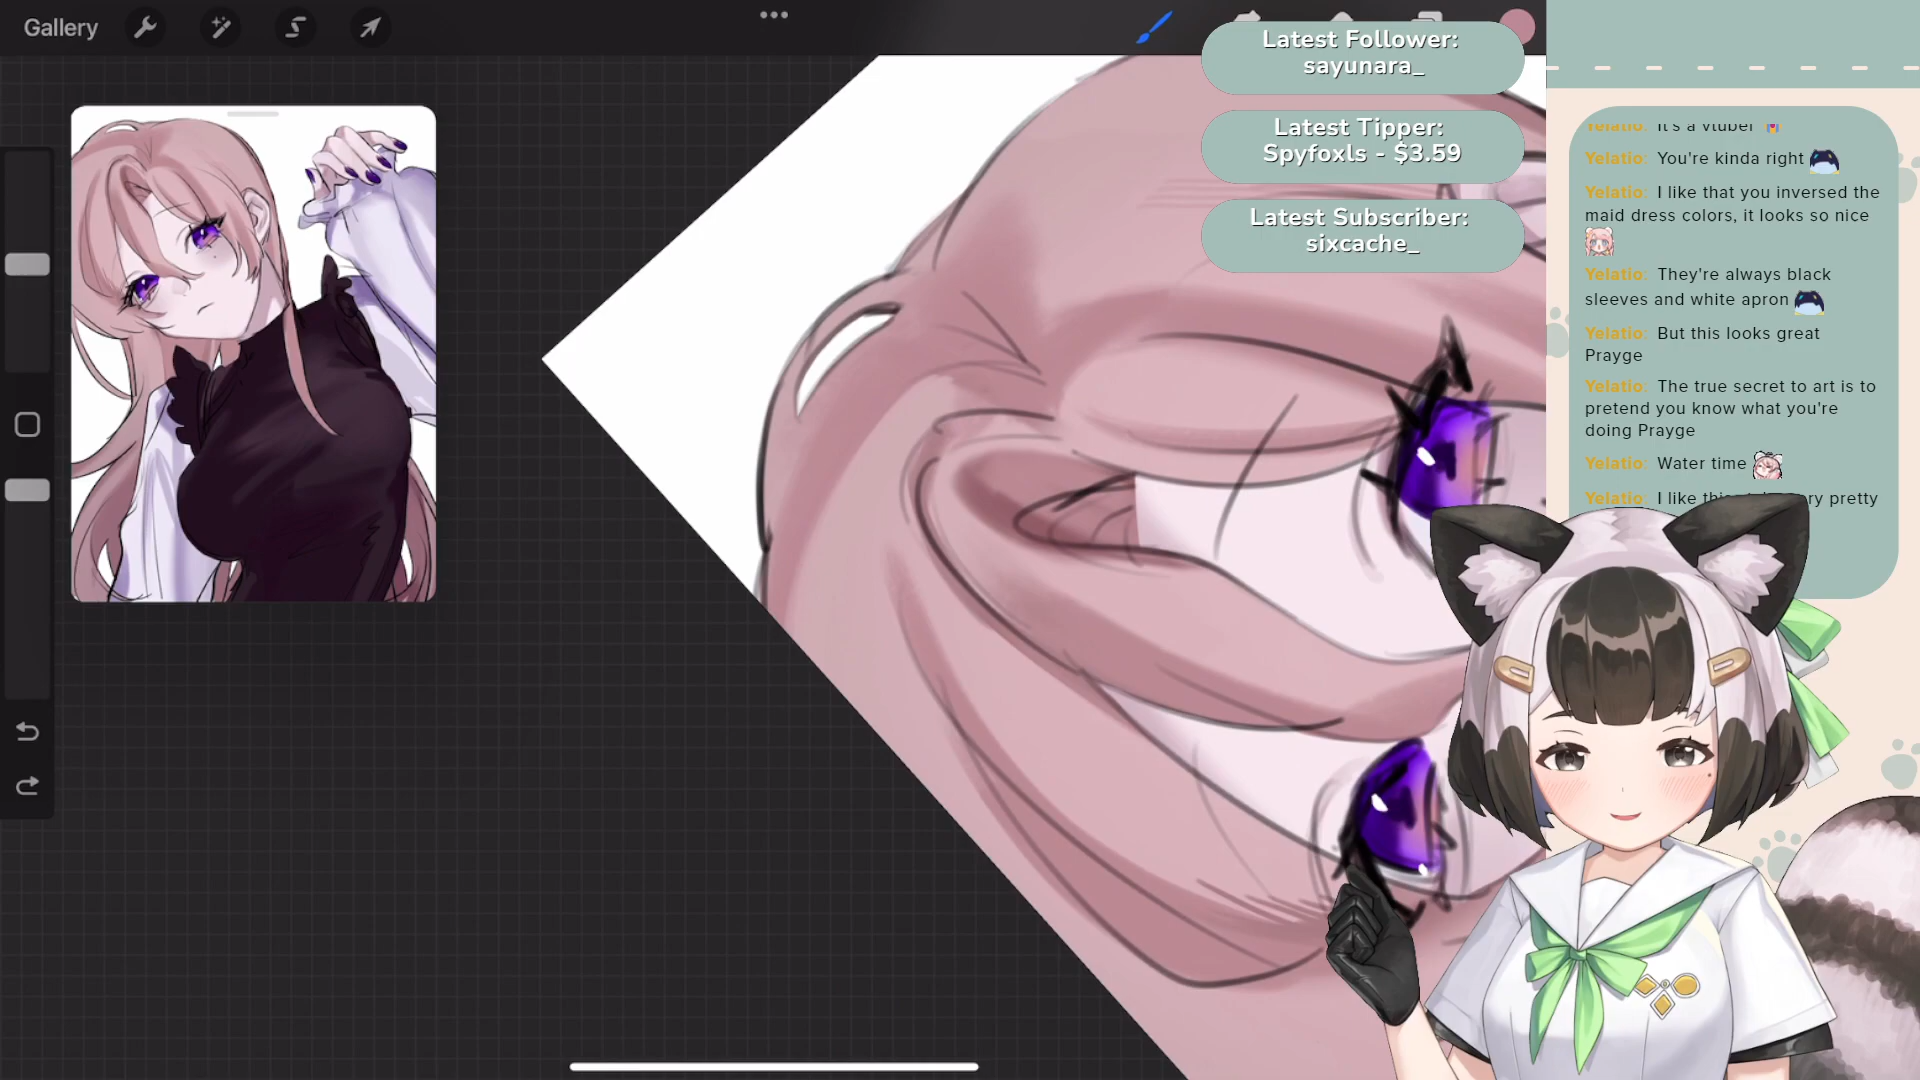 Gallery
Latest Follower:
sayunara_
Latest Tipper:
Spyfoxls - $3.59
Latest Subscriber:
sixcache_
Yelatio: It's a vtuber
Yelatio: You're kinda right
Yelatio: I like that you inversed the
maid dress colors, it looks so nice
Yelatio: They're always black
sleeves and white apron
Yelatio: But this looks great
Prayge
Yelatio: The true secret to art is to
pretend you know what you're
doing Prayge
Yelatio: Water time
Yelatio: I like pretty